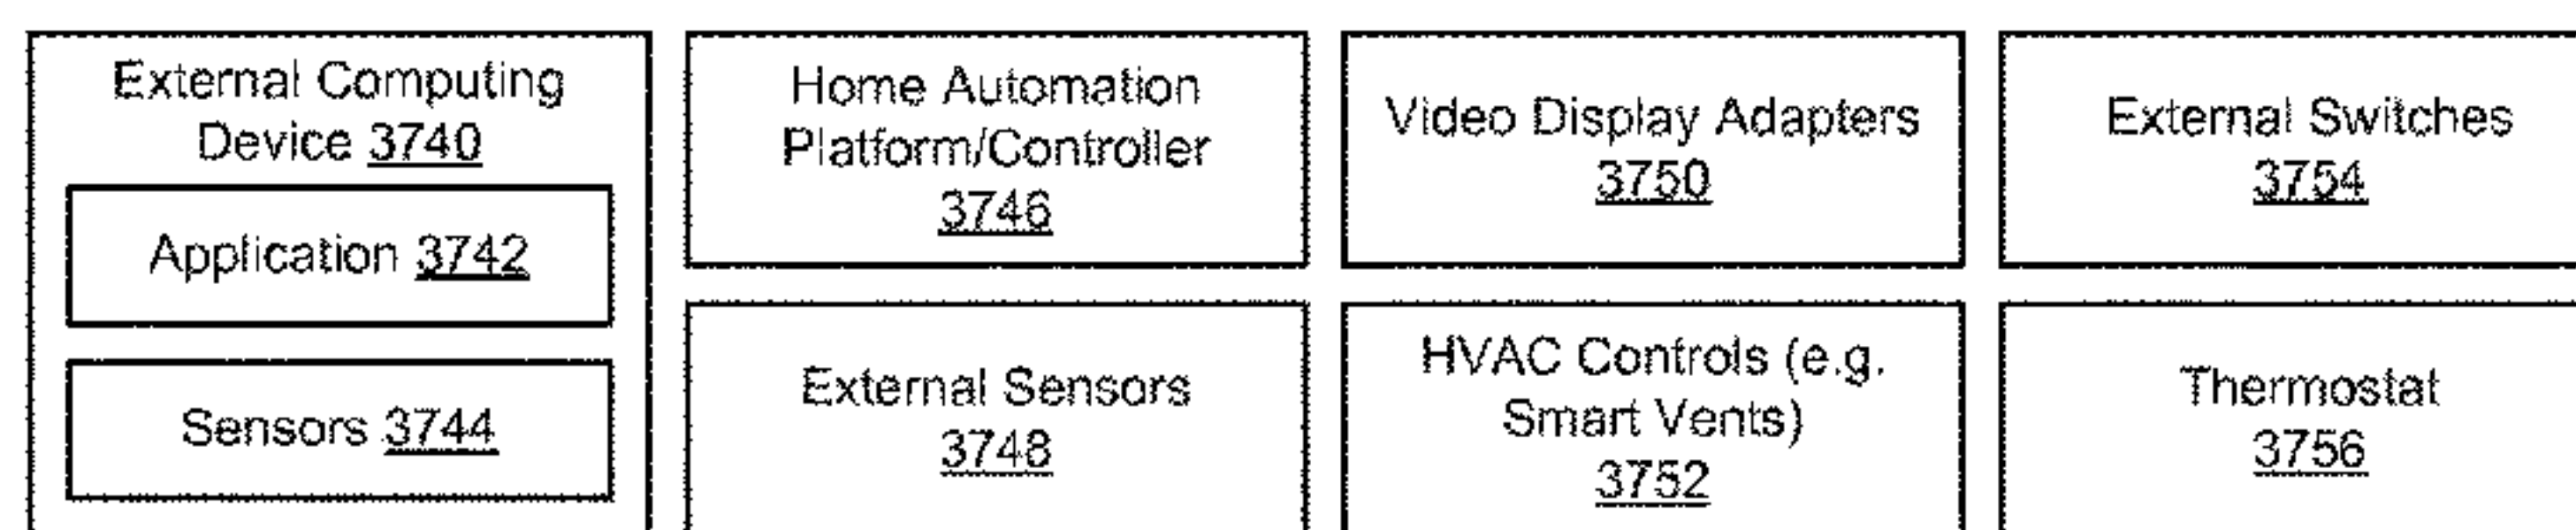 External Computing
Device 3740
Application 3742
Sensors 3744
Home Automation
Platform/Controller
3746
External Sensors
3748
Video Display Adapters
3750
HVAC Controls (e.g.
Smart Vents)
3752
External Switches
3754
Thermostat
3756